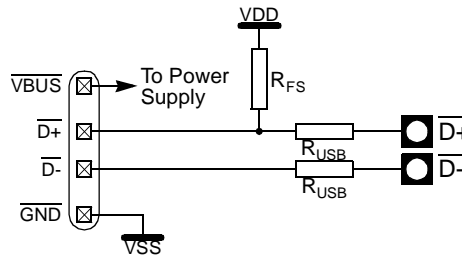 VDD
VBUS
To Power
Supply
RFS
D+
D+
RUSB
D-
D-
RUSB
GND
VSS